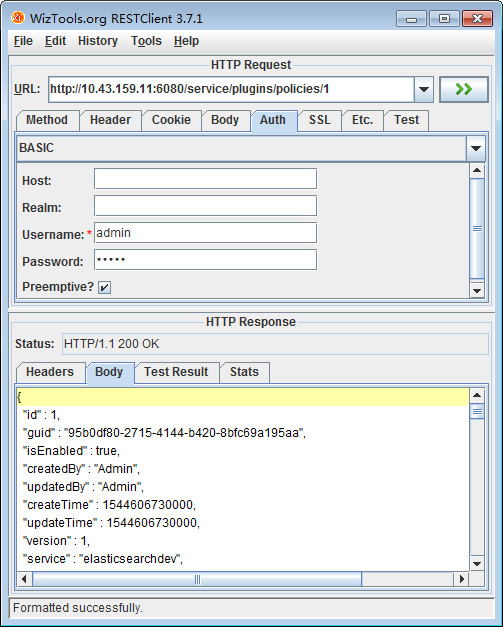 WizTools.org RESTClient 3.7.1
File Edit History Tools Help
HTTP Request
URL: http://10.43.159.11:6080/service/plugins/policies/1
Method Header Cookie Body Auth SSL Etc. Test
BASIC
Host:
Realm:
Username: * admin
Password: •••••
Preemptive?
HTTP Response
Status: HTTP/1.1 200 OK
Headers Body Test Result Stats
{
"id" : 1,
"guid" : "95b0df80-2715-4144-b420-8bfc69a195aa",
"isEnabled" : true,
"createdBy" : "Admin",
"updatedBy" : "Admin",
"createTime" : 1544606730000,
"updateTime" : 1544606730000,
"version" : 1,
"service" : "elasticsearchdev",
Formatted successfully.